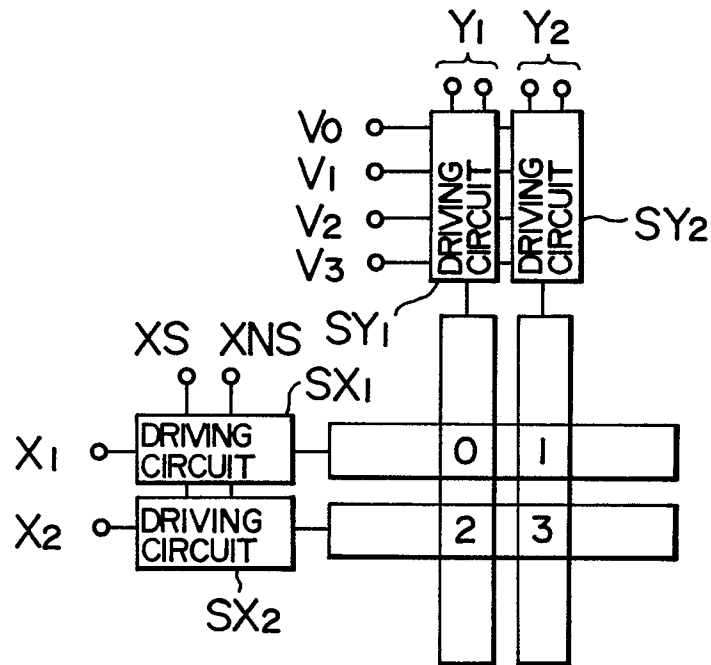 Y1 Y2
V0
V1
V2
V3
DRIVING
CIRCUIT
DRIVING
CIRCUIT
SY2
SY1
XS XNS
SX1
X1
DRIVING
CIRCUIT
0 1
X2
DRIVING
CIRCUIT
2 3
SX2